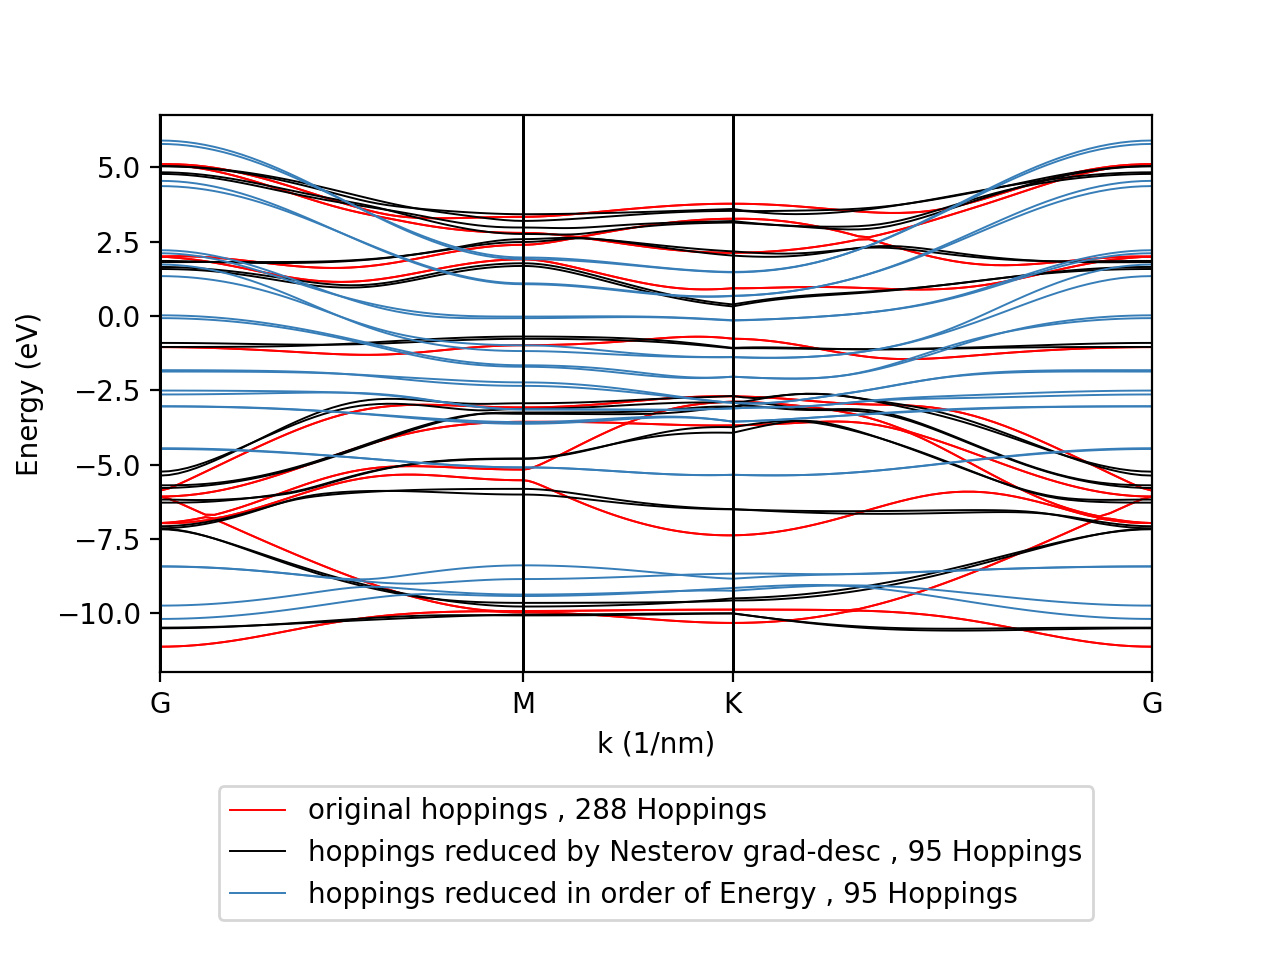 5.0
2.5
0.0
−2.5
−5.0
−7.5
−10.0
Energy (eV)
G M K G
k (1/nm)
original hoppings , 288 Hoppings
hoppings reduced by Nesterov grad-desc , 95 Hoppings
hoppings reduced in order of Energy , 95 Hoppings